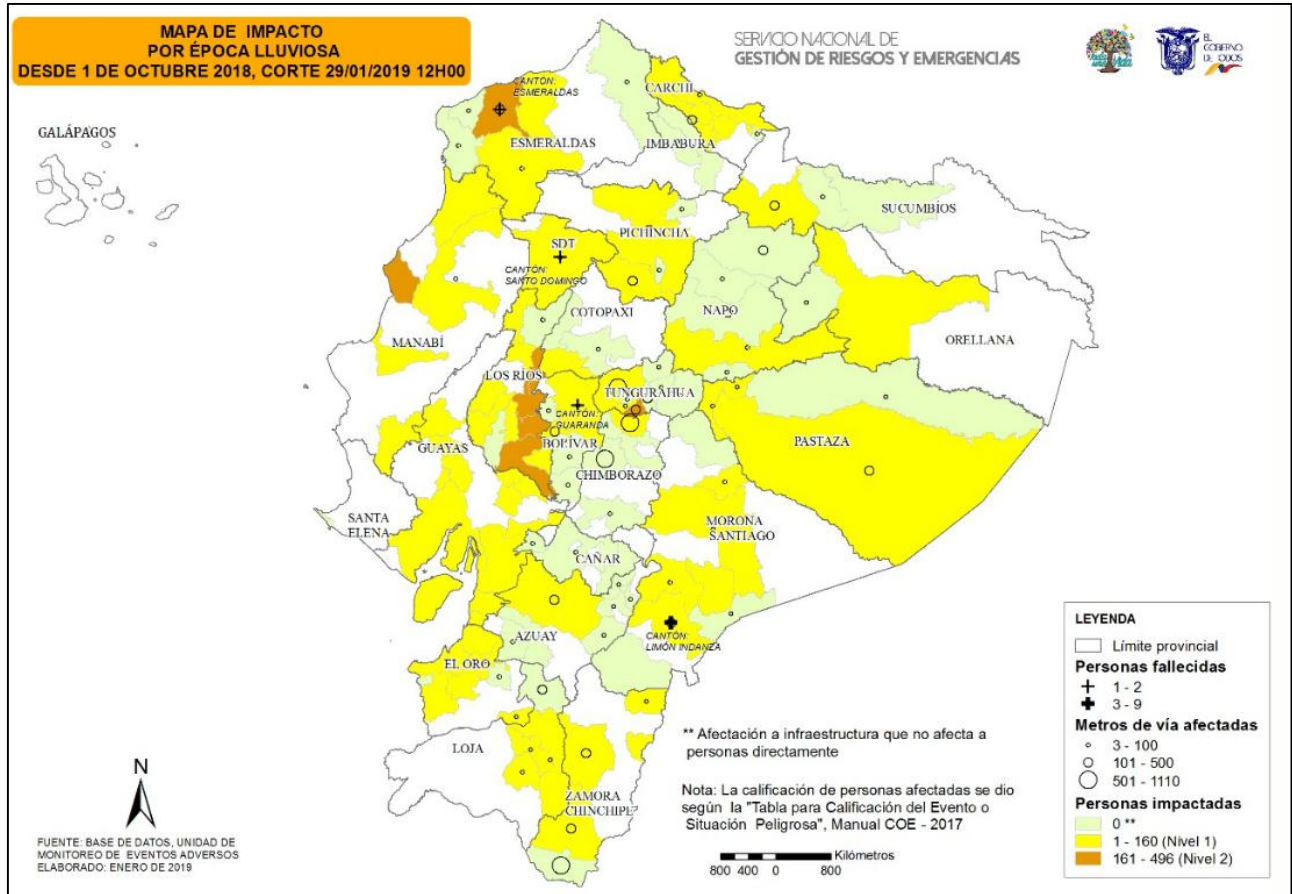 MAPA DE IMPACTO
POR ÉPOCA LLUVIOSA
DESDE 1 DE OCTUBRE 2018, CORTE 29/01/2019 12H00
SERVICIO NACIONAL DE
GESTIÓN DE RIESGOS Y EMERGENCIAS
EL
GOBIERNO
DE TODOS
GALÁPAGOS
CANTÓN:
ESMERALDAS
CARCHI
ESMERALDAS
IMBABURA
SUCUMBÍOS
PICHINCHA
SDT
CANTÓN:
SANTO DOMINGO
COTOPAXI
NAPO
ORELLANA
MANABÍ
LOS RÍOS
TUNGURAHUA
CANTÓN:
GUARANDA
BOLÍVAR
GUAYAS
PASTAZA
CHIMBORAZO
SANTA
ELENA
MORONA
SANTIAGO
CAÑAR
AZUAY
CANTÓN:
LIMÓN INDANZA
EL ORO
LOJA
ZAMORA
CHINCHIPE
LEYENDA
Límite provincial
Personas fallecidas
1 - 2
3 - 9
Metros de vía afectadas
3 - 100
101 - 500
501 - 1110
Personas impactadas
0 **
1 - 160 (Nivel 1)
161 - 496 (Nivel 2)
** Afectación a infraestructura que no afecta a
personas directamente
Nota: La calificación de personas afectadas se dio
según la "Tabla para Calificación del Evento o
Situación Peligrosa", Manual COE - 2017
Kilómetros
800 400 0 800
N
FUENTE: BASE DE DATOS, UNIDAD DE
MONITOREO DE EVENTOS ADVERSOS
ELABORADO: ENERO DE 2019